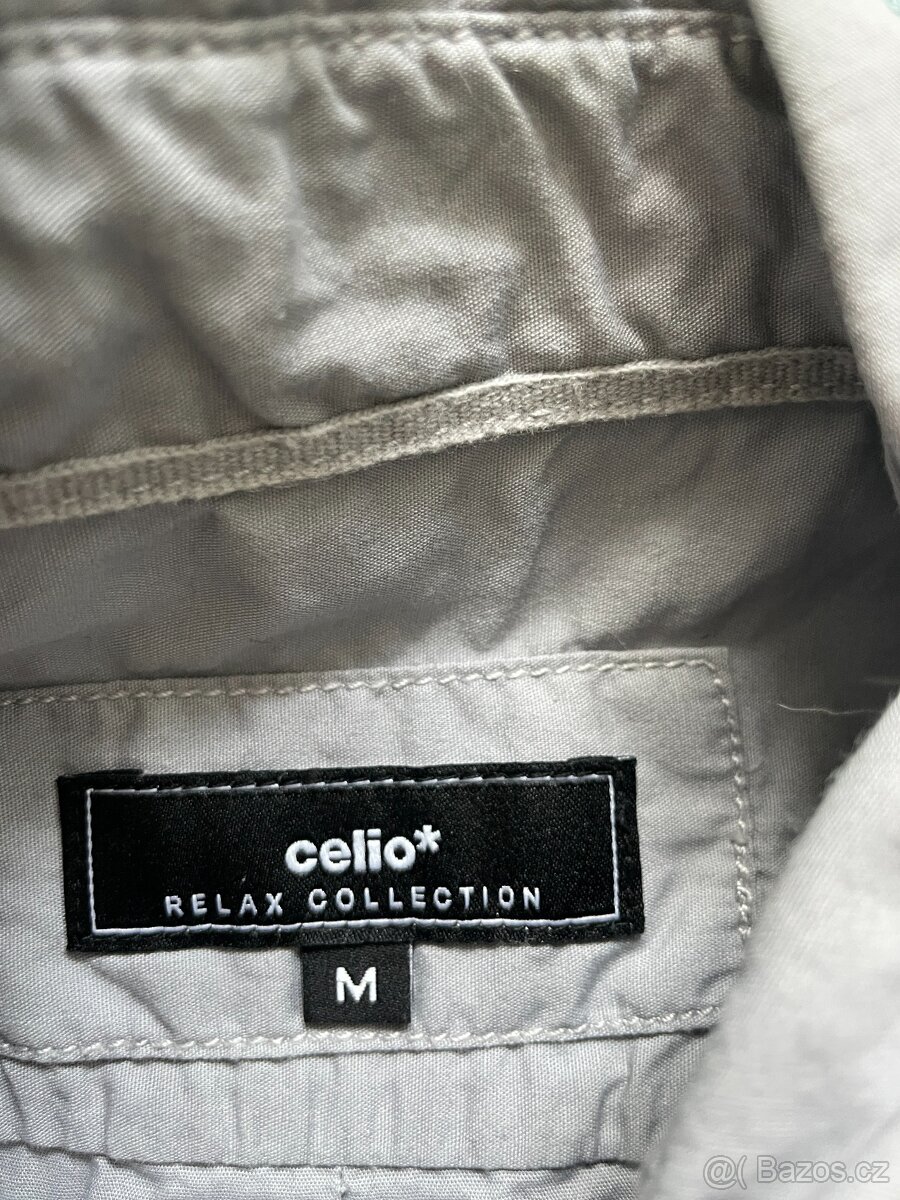 celio*
RELAX COLLECTION
M
@( Bazos.cz